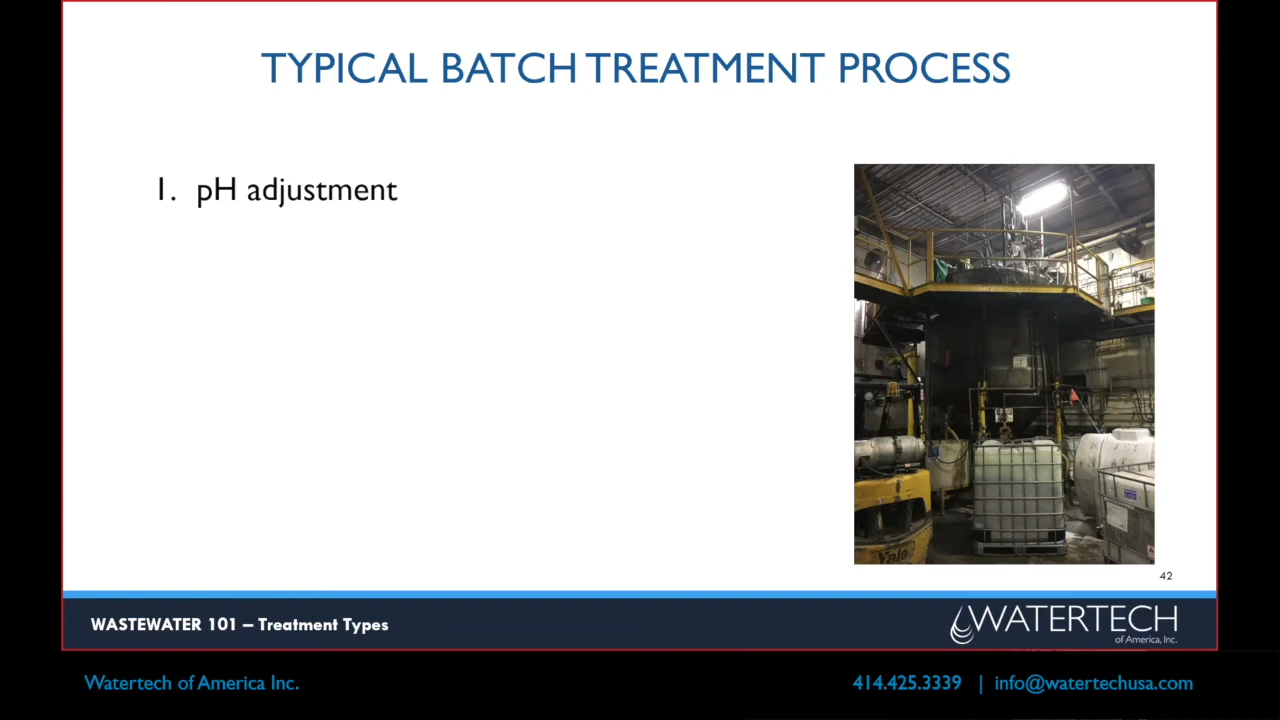 TYPICAL BATCH TREATMENT PROCESS
1. pH adjustment
Yale
42
WASTEWATER 101 – Treatment Types
WATERTECH
of America, Inc.
Watertech of America Inc.
414.425.3339 | info@watertechusa.com